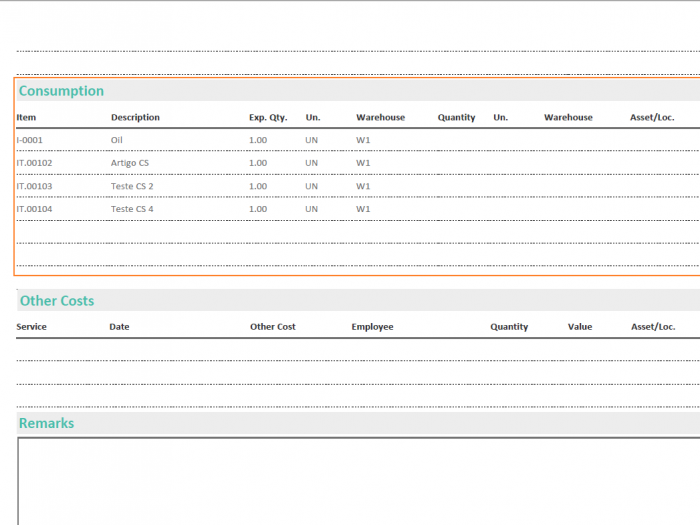 Consumption
Item Description Exp. Qty. Un. Warehouse Quantity Un. Warehouse Asset/Loc.
I-0001 Oil 1.00 UN W1
IT.00102 Artigo CS 1.00 UN W1
IT.00103 Teste CS 2 1.00 UN W1
IT.00104 Teste CS 4 1.00 UN W1
Other Costs
Service Date Other Cost Employee Quantity Value Asset/Loc.
Remarks